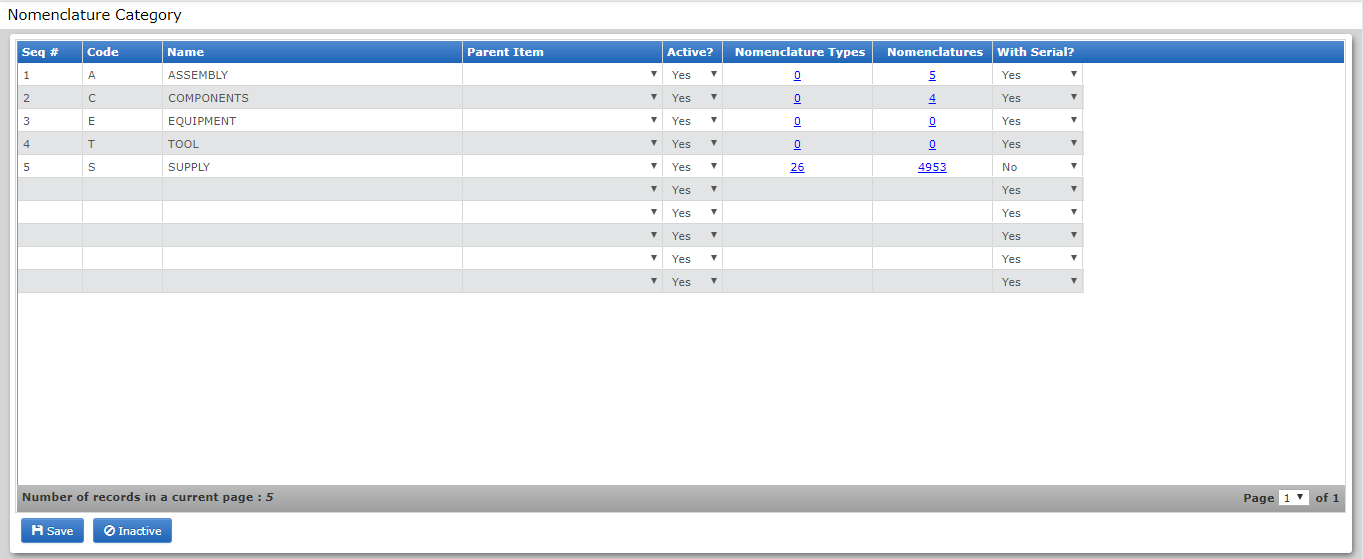 Nomenclature Category
Seq # Code Name Parent Item Active? Nomenclature Types Nomenclatures With Serial?
1 A ASSEMBLY Yes 0 5 Yes
2 C COMPONENTS Yes 0 4 Yes
3 E EQUIPMENT Yes 0 0 Yes
4 T TOOL Yes 0 0 Yes
5 S SUPPLY Yes 26 4953 No
Yes Yes
Yes Yes
Yes Yes
Yes Yes
Yes Yes
Number of records in a current page : 5 Page 1 of 1
Save Inactive